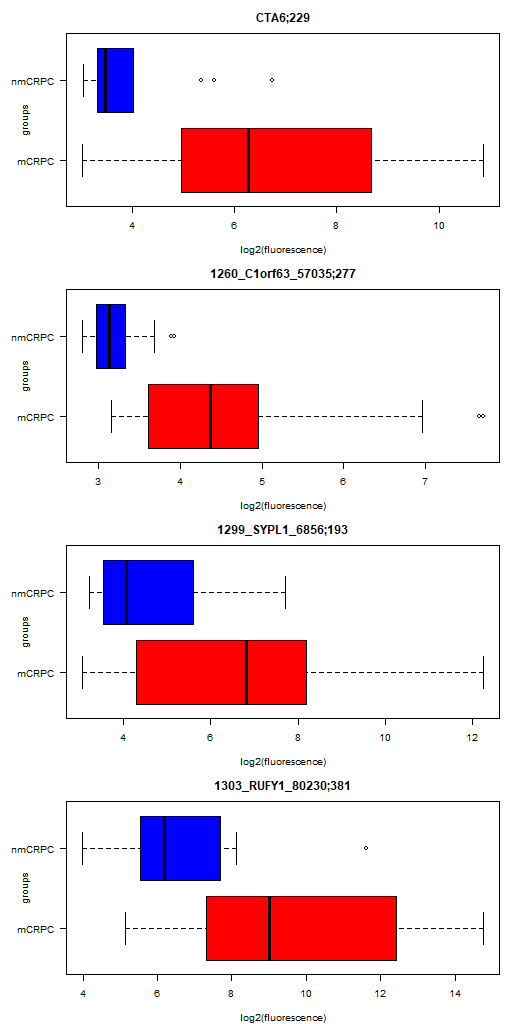 CTA6;229
nmCRPC
groups
mCRPC
4 6 8 10
log2(fluorescence)
1260_C1orf63_57035;277
nmCRPC
groups
mCRPC
3 4 5 6 7
log2(fluorescence)
1299_SYPL1_6856;193
nmCRPC
groups
mCRPC
4 6 8 10 12
log2(fluorescence)
1303_RUFY1_80230;381
nmCRPC
groups
mCRPC
4 6 8 10 12 14
log2(fluorescence)